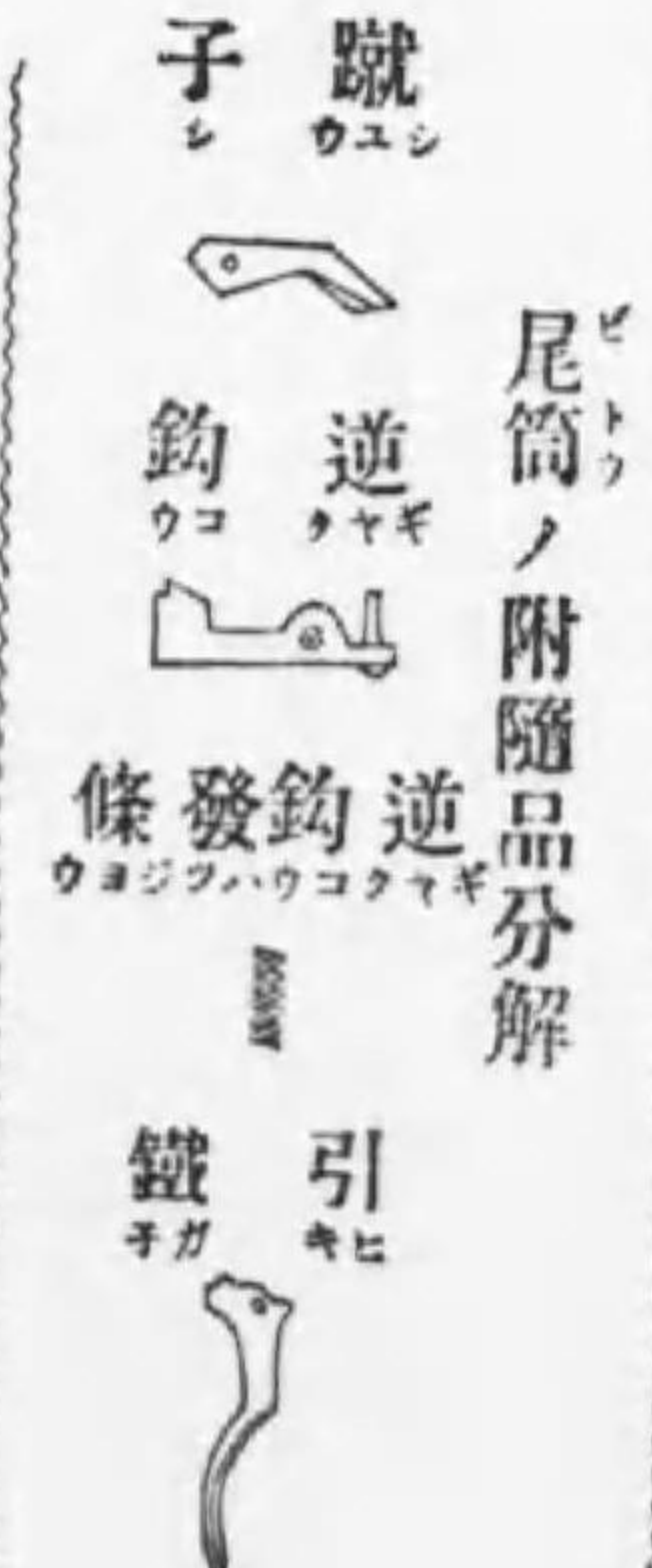 尾筒ノ附隨品分解
ビトウ
蹴子
シユウシ
逆鈎
ギヤクコウ
逆鈎發條
ギヤクコウハツジヨウ
引鐵
ヒキガ子